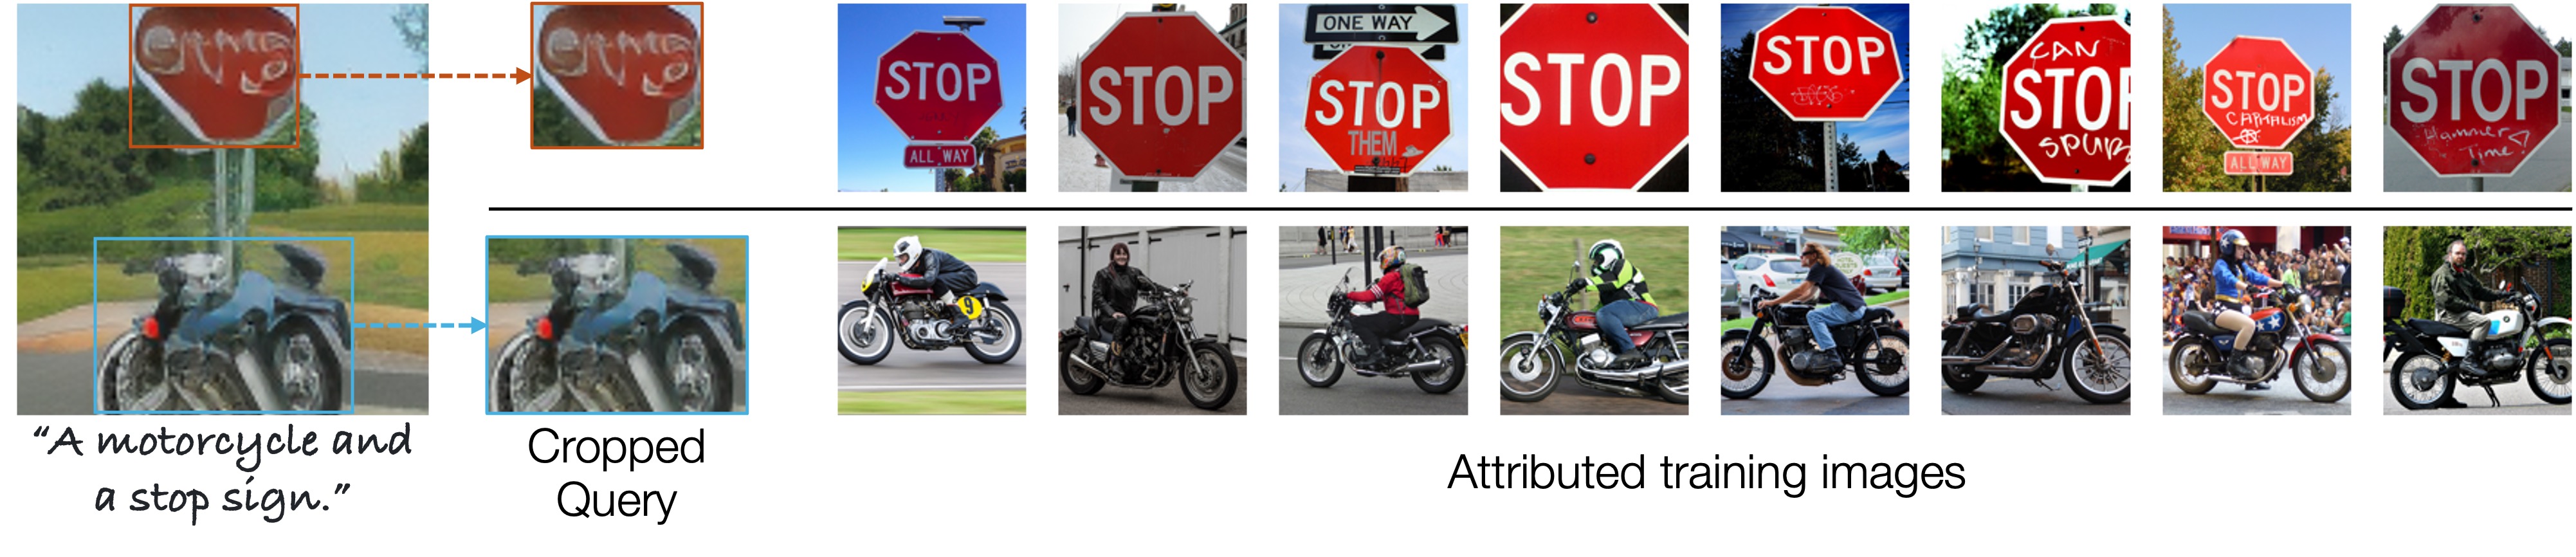 STOP
ALL WAY
STOP
ONE WAY
STOP
THEM
STOP
STOP
CAN
STOP
SPUR
STOP
CAPITALISM
ALL WAY
STOP
Hammer
Time!
9
"A motorcycle and
a stop sign."
Cropped
Query
Attributed training images